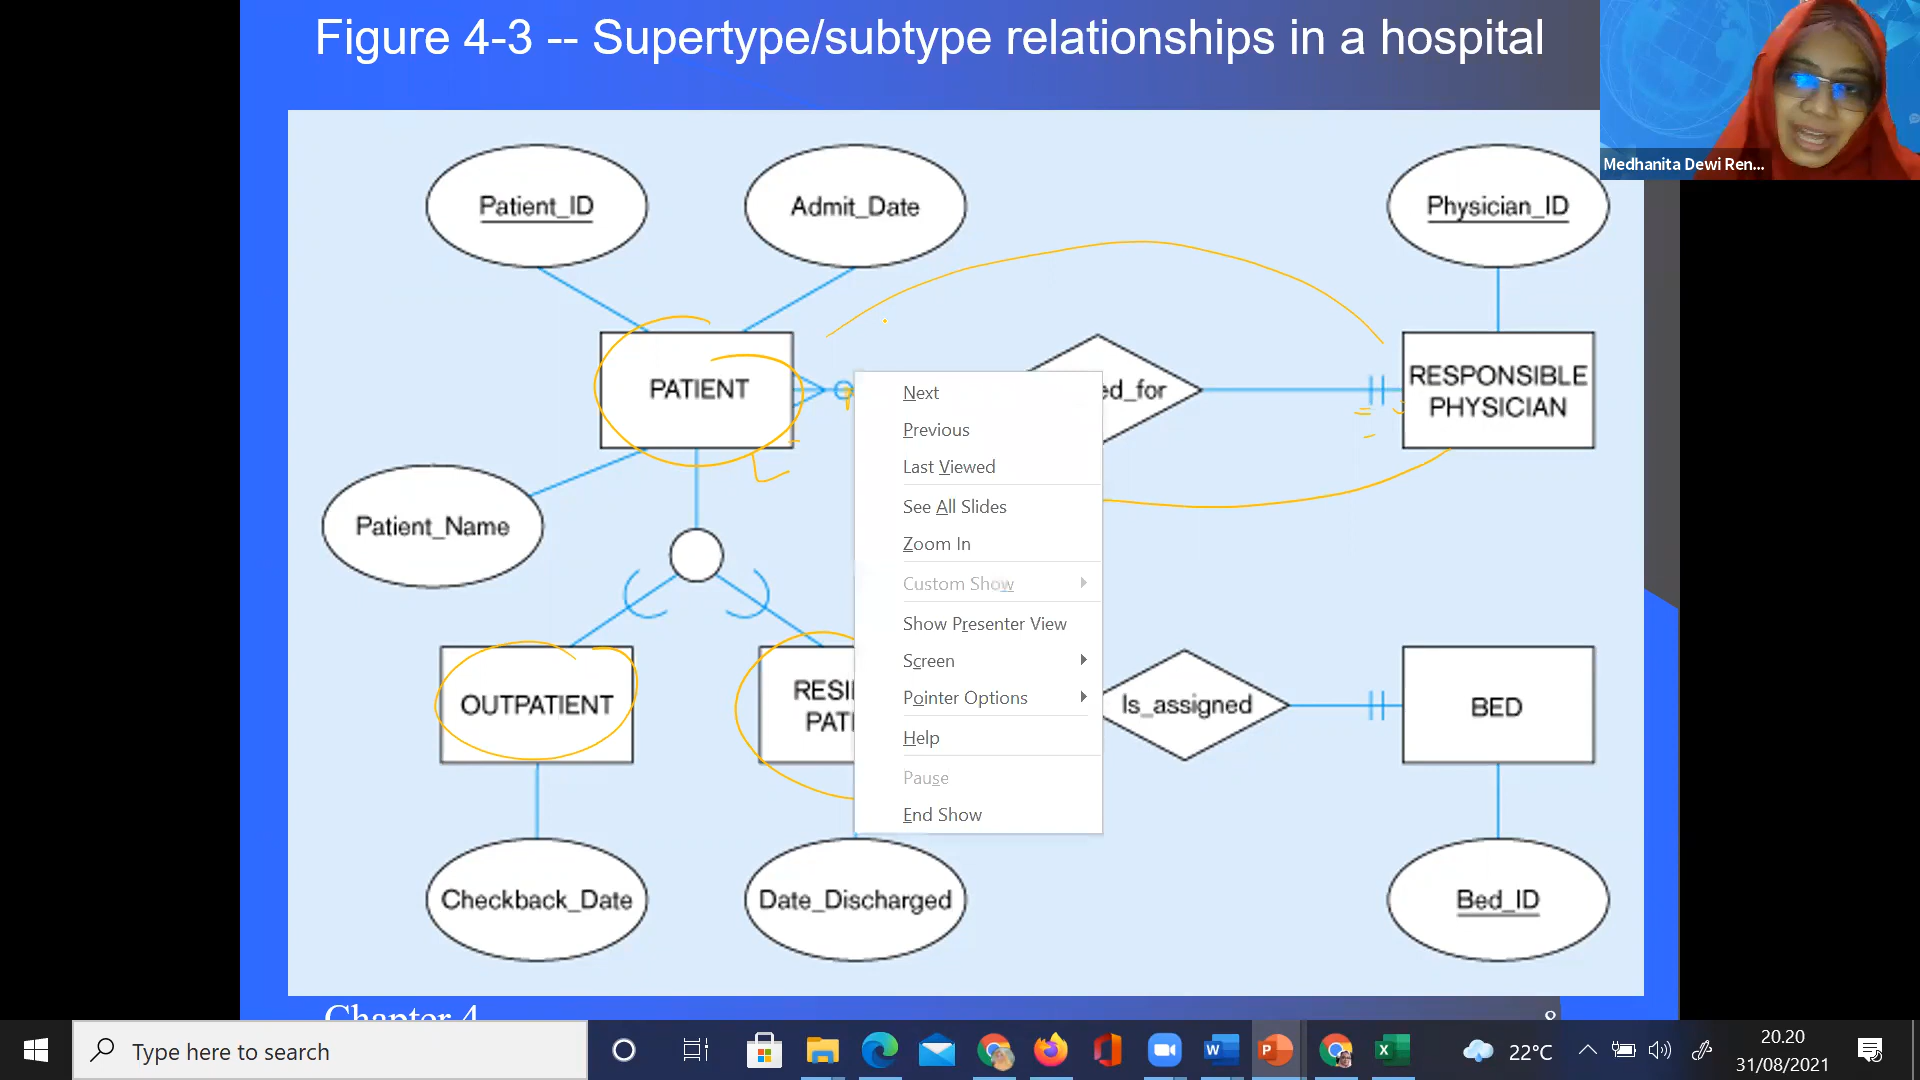 Figure 4-3 -- Supertype/subtype relationships in a hospital
Medhanita Dewi Ren...
Patient_ID
Admit_Date
Physician_ID
PATIENT
ed_for
RESPONSIBLE
PHYSICIAN
Next
Previous
Last Viewed
See All Slides
Zoom In
Custom Show
Show Presenter View
Screen
Pointer Options
Help
Pause
End Show
Patient_Name
OUTPATIENT
RESI
PATI
Is_assigned
BED
Checkback_Date
Date_Discharged
Bed_ID
Chapter 4
8
Type here to search
22°C
20.20
31/08/2021